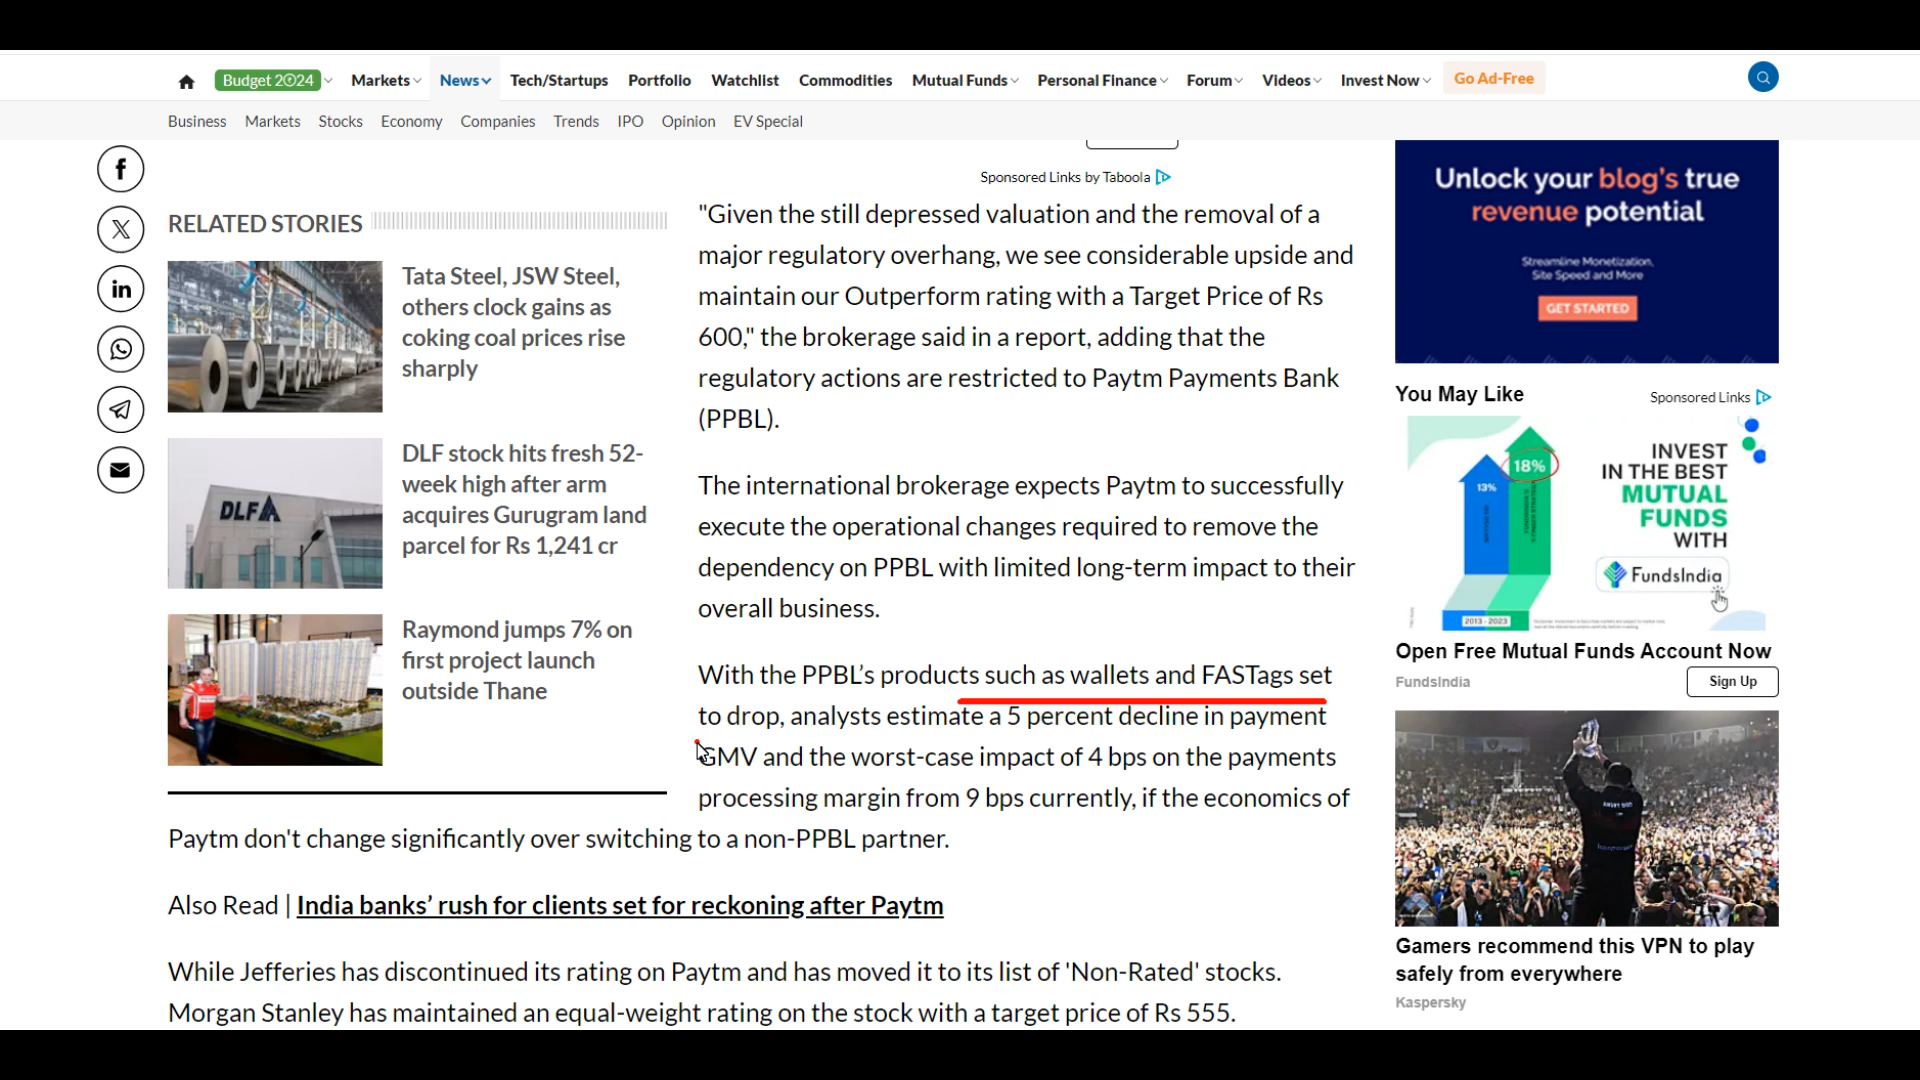 Budget 2024
Markets
News
Tech/Startups
Portfolio
Watchlist
Commodities
Mutual Funds
Personal Finance
Forum
Videos
Invest Now
Go Ad-Free
Business
Markets
Stocks
Economy
Companies
Trends
IPO
Opinion
EV Special
RELATED STORIES
Tata Steel, JSW Steel,
others clock gains as
coking coal prices rise
sharply
DLF
DLF stock hits fresh 52-
week high after arm
acquires Gurugram land
parcel for Rs 1,241 cr
Raymond jumps 7% on
first project launch
outside Thane
Sponsored Links by Taboola
"Given the still depressed valuation and the removal of a
major regulatory overhang, we see considerable upside and
maintain our Outperform rating with a Target Price of Rs
600," the brokerage said in a report, adding that the
regulatory actions are restricted to Paytm Payments Bank
(PPBL).
The international brokerage expects Paytm to successfully
execute the operational changes required to remove the
dependency on PPBL with limited long-term impact to their
overall business.
With the PPBL’s products such as wallets and FASTags set
to drop, analysts estimate a 5 percent decline in payment
GMV and the worst-case impact of 4 bps on the payments
processing margin from 9 bps currently, if the economics of
Paytm don't change significantly over switching to a non-PPBL partner.
Also Read | India banks’ rush for clients set for reckoning after Paytm
While Jefferies has discontinued its rating on Paytm and has moved it to its list of 'Non-Rated' stocks.
Morgan Stanley has maintained an equal-weight rating on the stock with a target price of Rs 555.
Unlock your blog's true
revenue potential
Streamline Monetization,
Site Speed and More
GET STARTED
You May Like
Sponsored Links
13%
18%
2013 - 2023
INVEST
IN THE BEST
MUTUAL
FUNDS
WITH
FundsIndia
Open Free Mutual Funds Account Now
FundsIndia
Sign Up
Gamers recommend this VPN to play
safely from everywhere
Kaspersky